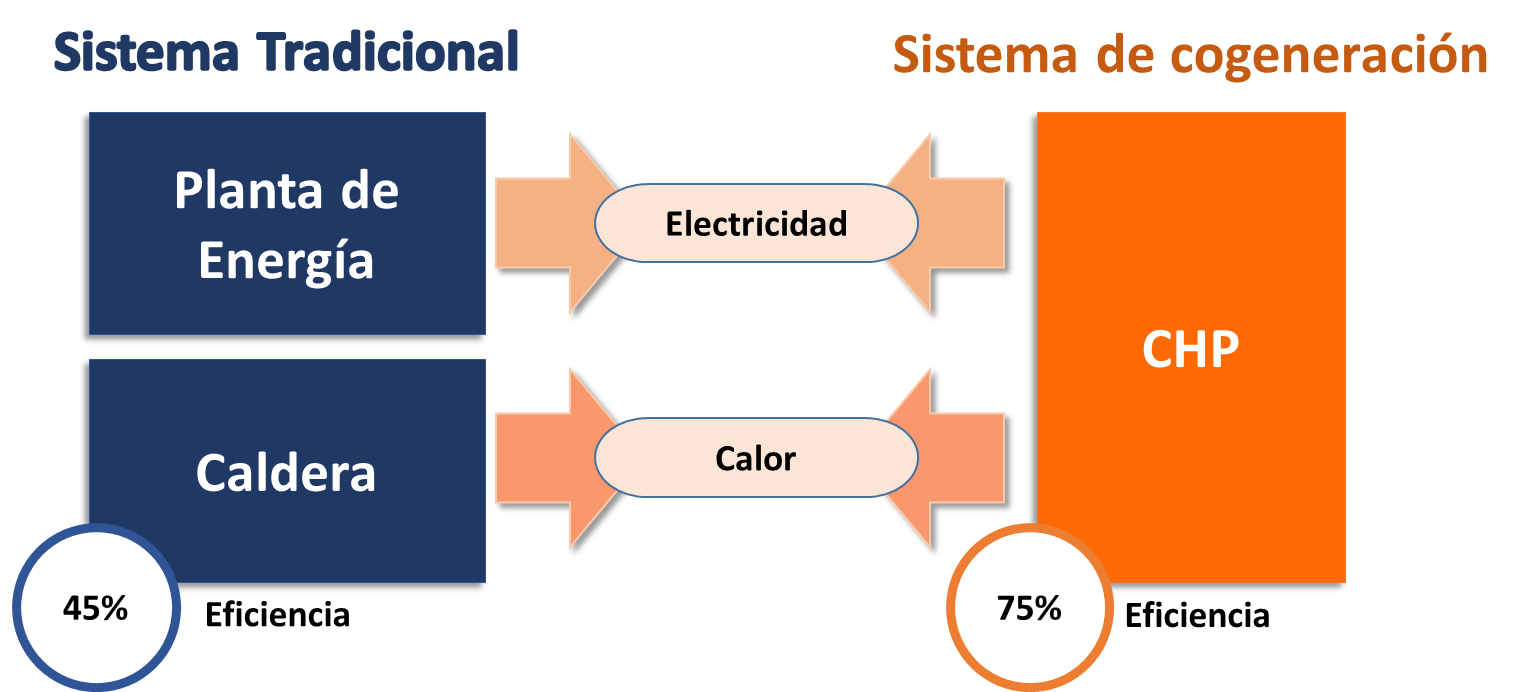 Sistema Tradicional
Sistema de cogeneración
Planta de
Energía
Electricidad
CHP
Caldera
Calor
45%
Eficiencia
75%
Eficiencia